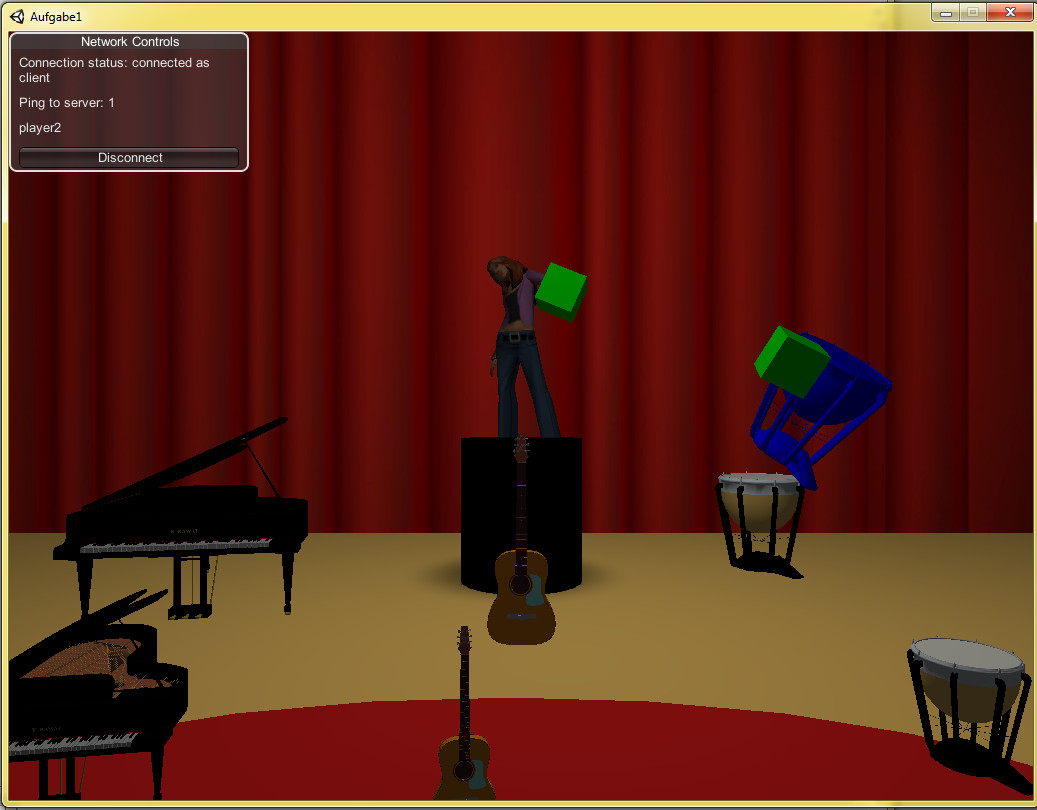 Aufgabe1
Network Controls
Connection status: connected as
client
Ping to server: 1
player2
Disconnect